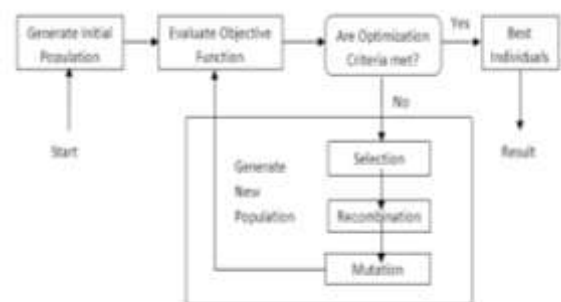 Generate Initial
Population
Evaluate Objective
Function
Are Optimization
Criteria met?
Yes
Best
Individuals
No
Start
Result
Generate
New
Population
Selection
Recombination
Mutation